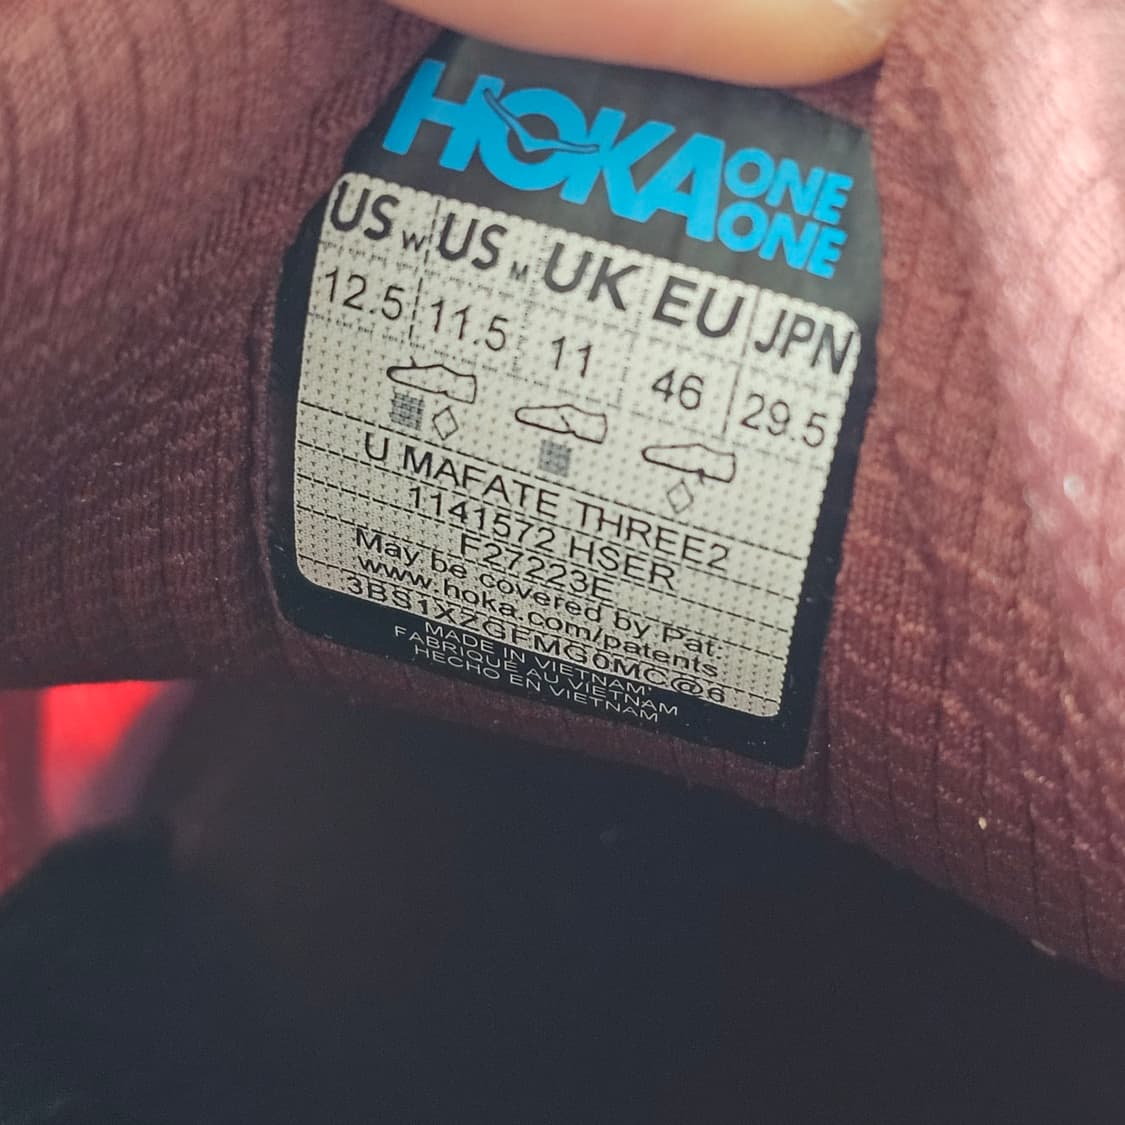 HOKA ONE ONE
US W US M UK EU JPN
12.5 11.5 11 46 29.5
U MAFATE THREE2
1141572 HSER
F27223E
May be covered by Pat:
www.hoka.com/patents
3BS1XZGFMG0MC@6
MADE IN VIETNAM
FABRIQUÉ AU VIETNAM
HECHO EN VIETNAM